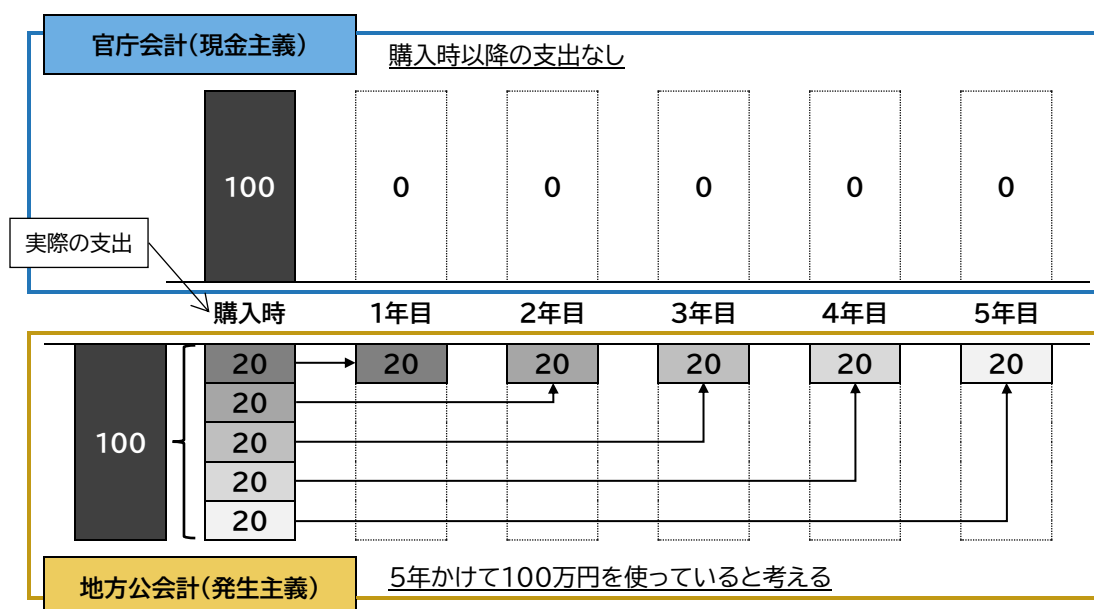 官庁会計(現金主義)
購入時以降の支出なし
100 0 0 0 0 0
実際の支出
購入時 1年目 2年目 3年目 4年目 5年目
20 20 20 20 20 20
20
100 20
20
20
地方公会計(発生主義)
5年かけて100万円を使っていると考える